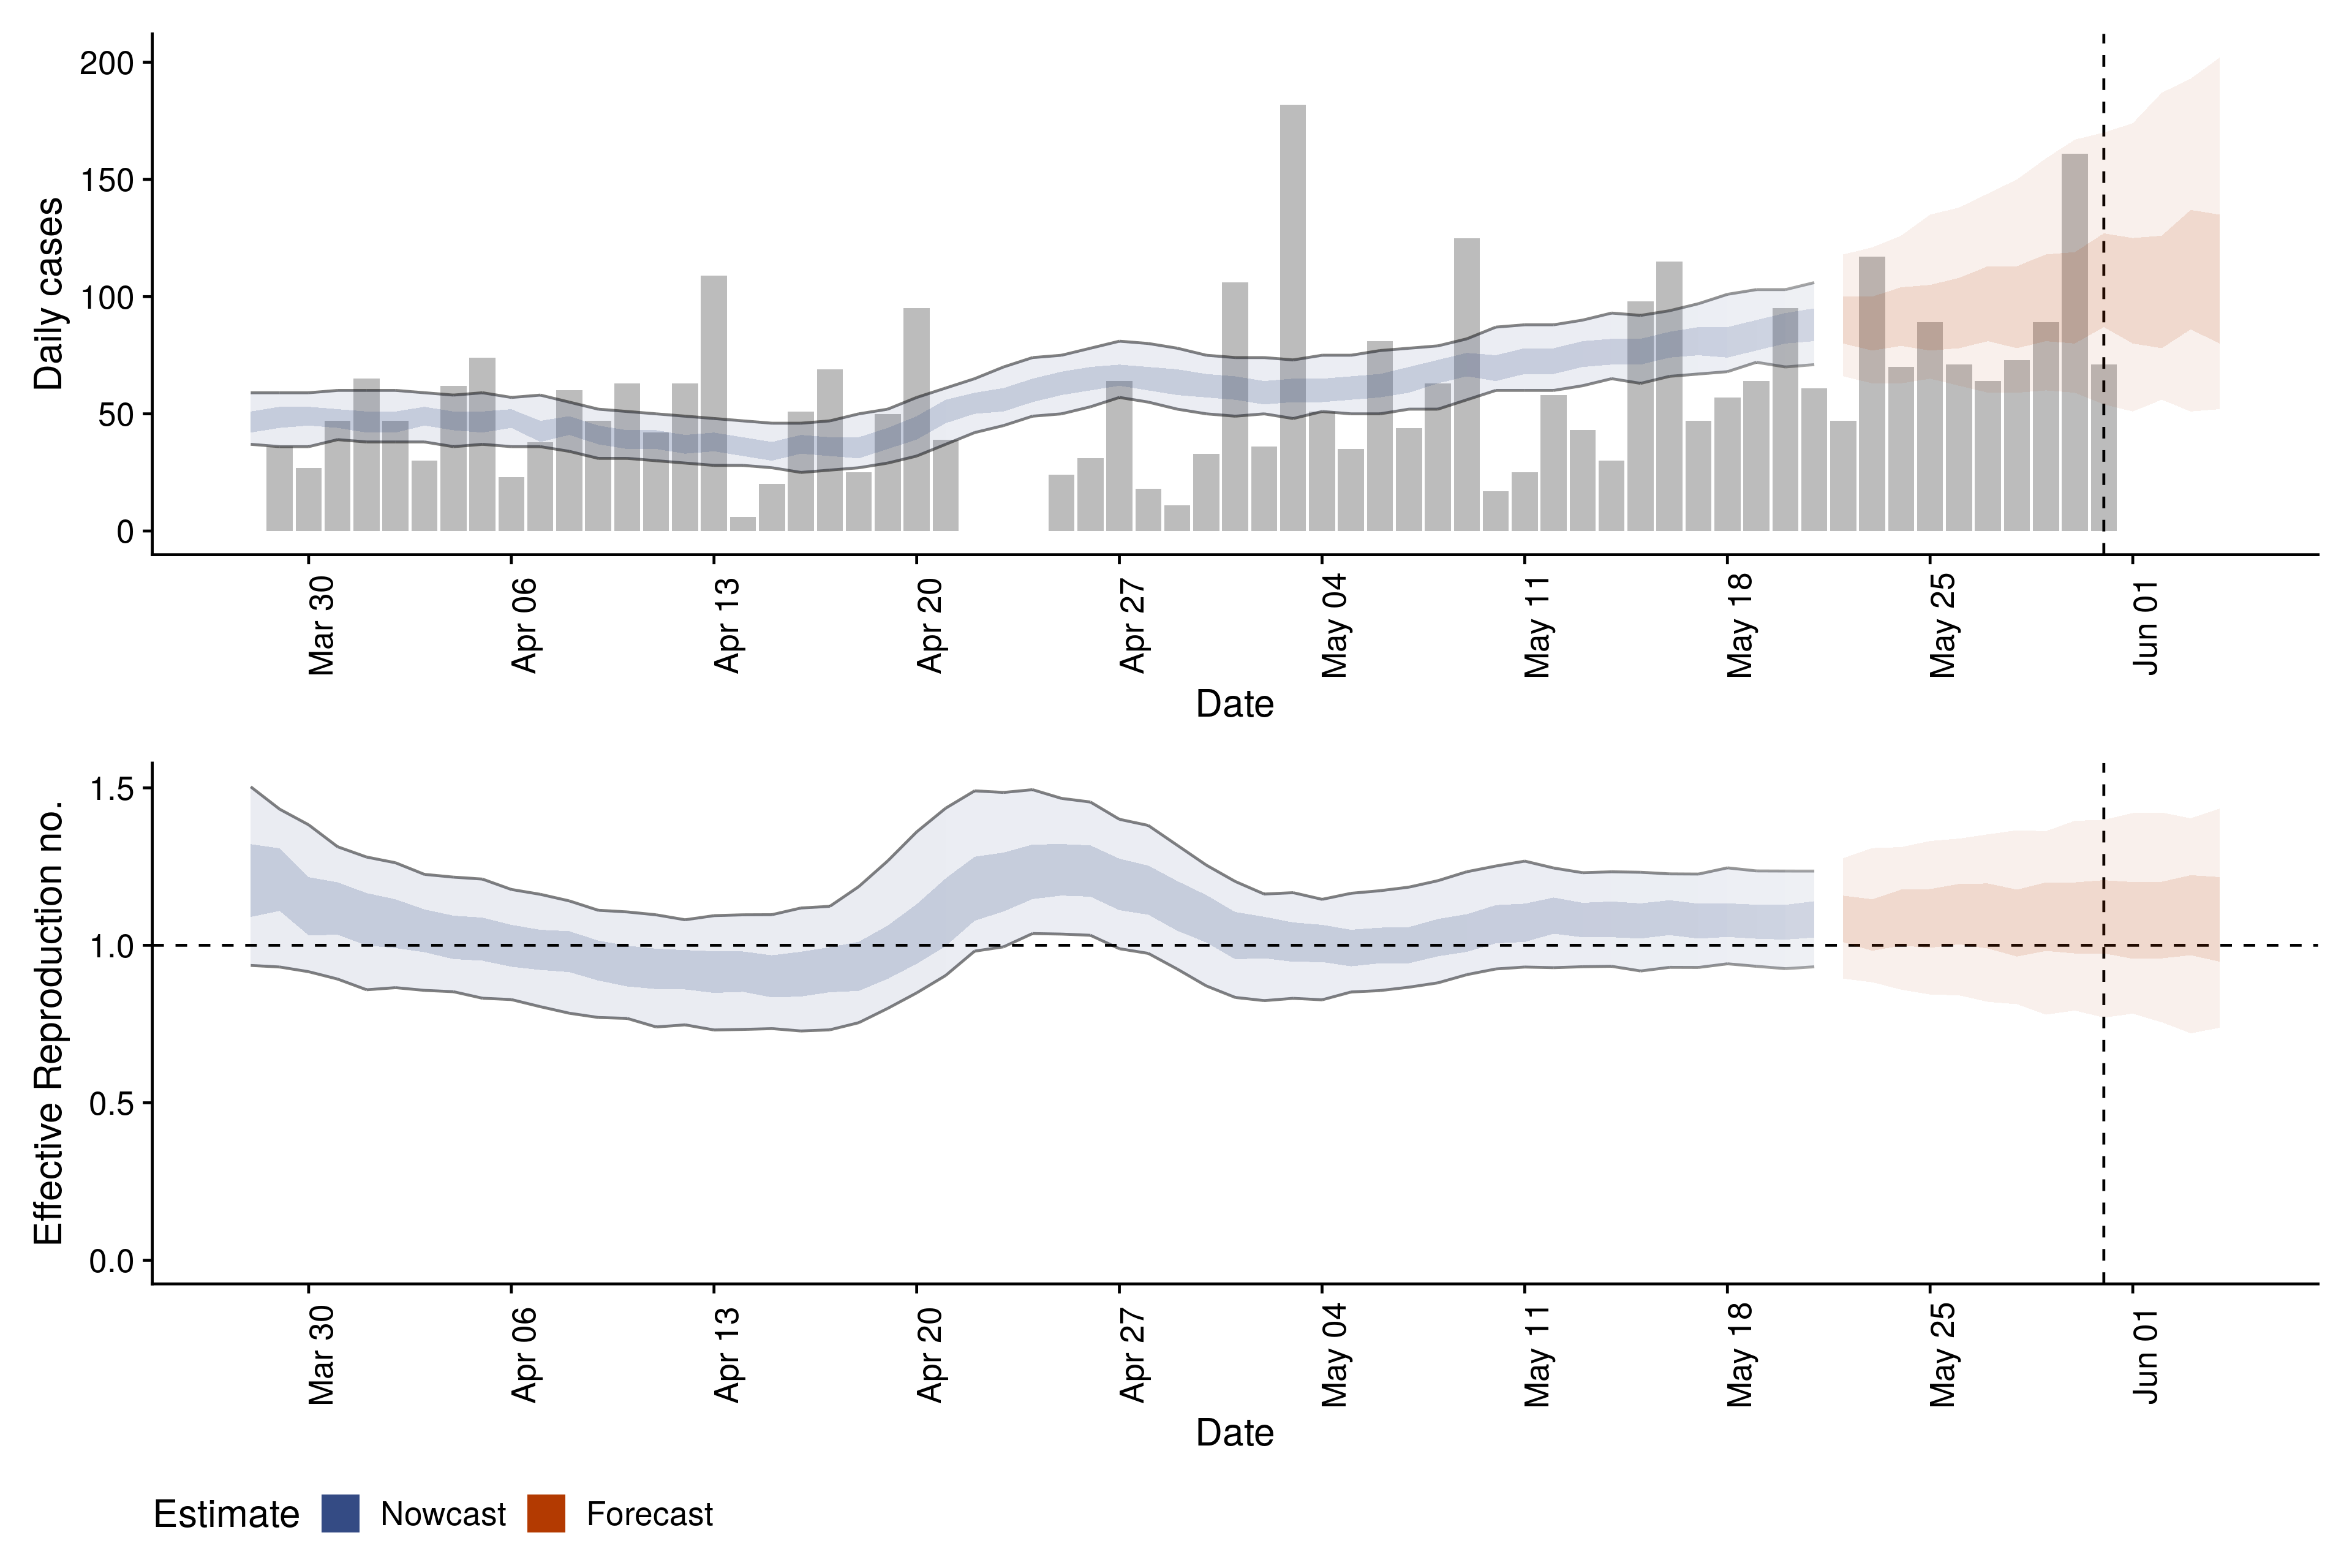 200
150
100
50
0
Daily cases
Mar 30
Apr 06
Apr 13
Apr 20
Apr 27
May 04
May 11
May 18
May 25
Jun 01
Date
1.5
1.0
0.5
0.0
Effective Reproduction no.
Mar 30
Apr 06
Apr 13
Apr 20
Apr 27
May 04
May 11
May 18
May 25
Jun 01
Date
Estimate Nowcast Forecast